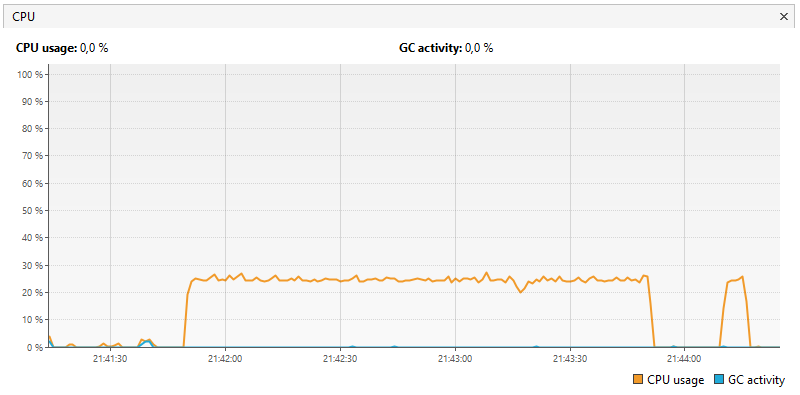 CPU
CPU usage: 0,0 % GC activity: 0,0 %
100 %
90 %
80 %
70 %
60 %
50 %
40 %
30 %
20 %
10 %
0 %
21:41:30 21:42:00 21:42:30 21:43:00 21:43:30 21:44:00
CPU usage GC activity